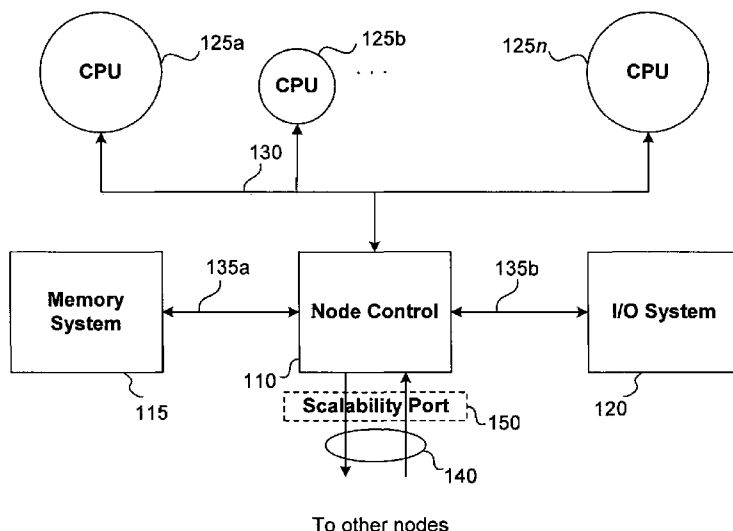 125a
125b
125n
CPU
CPU
. . .
CPU
130
135a
135b
Memory
System
Node Control
I/O System
110
115
Scalability Port
150
120
140
To other nodes